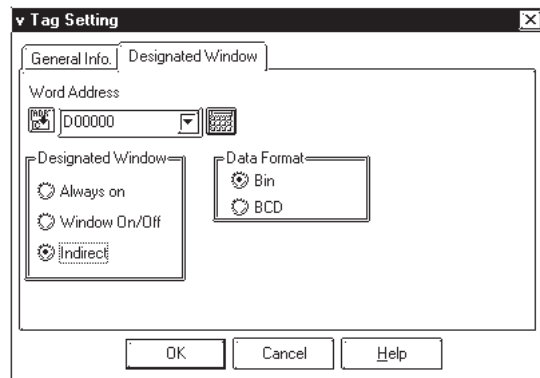 v Tag Setting
General Info. Designated Window
Word Address
D00000
Designated Window Data Format
Always on Bin
Window On/Off BCD
Indirect
OK Cancel Help